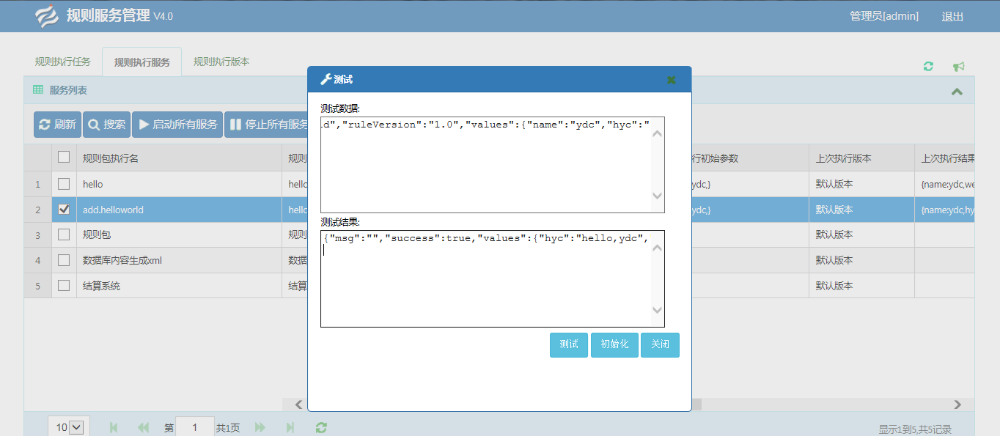 规则服务管理 V4.0
管理员[admin] 退出
规则执行任务 规则执行服务 规则执行版本
服务列表
刷新 搜索 启动所有服务 停止所有服务
规则包执行名 规则 行初始参数 上次执行版本 上次执行结果
1 hello hello ydc,} 默认版本 {name:ydc,we
2 add.helloworld hello ydc,} 默认版本 {name:ydc,hy
3 规则包 规则 默认版本
4 数据库内容生成xml 数据 默认版本
5 结算系统 结算 默认版本
测试
测试数据:
d","ruleVersion":"1.0","values":{"name":"ydc","hyc":"
测试结果:
{"msg":"","success":true,"values":{"hyc":"hello,ydc",
测试 初始化 关闭
10 第 1 共1页 显示1到5,共5记录